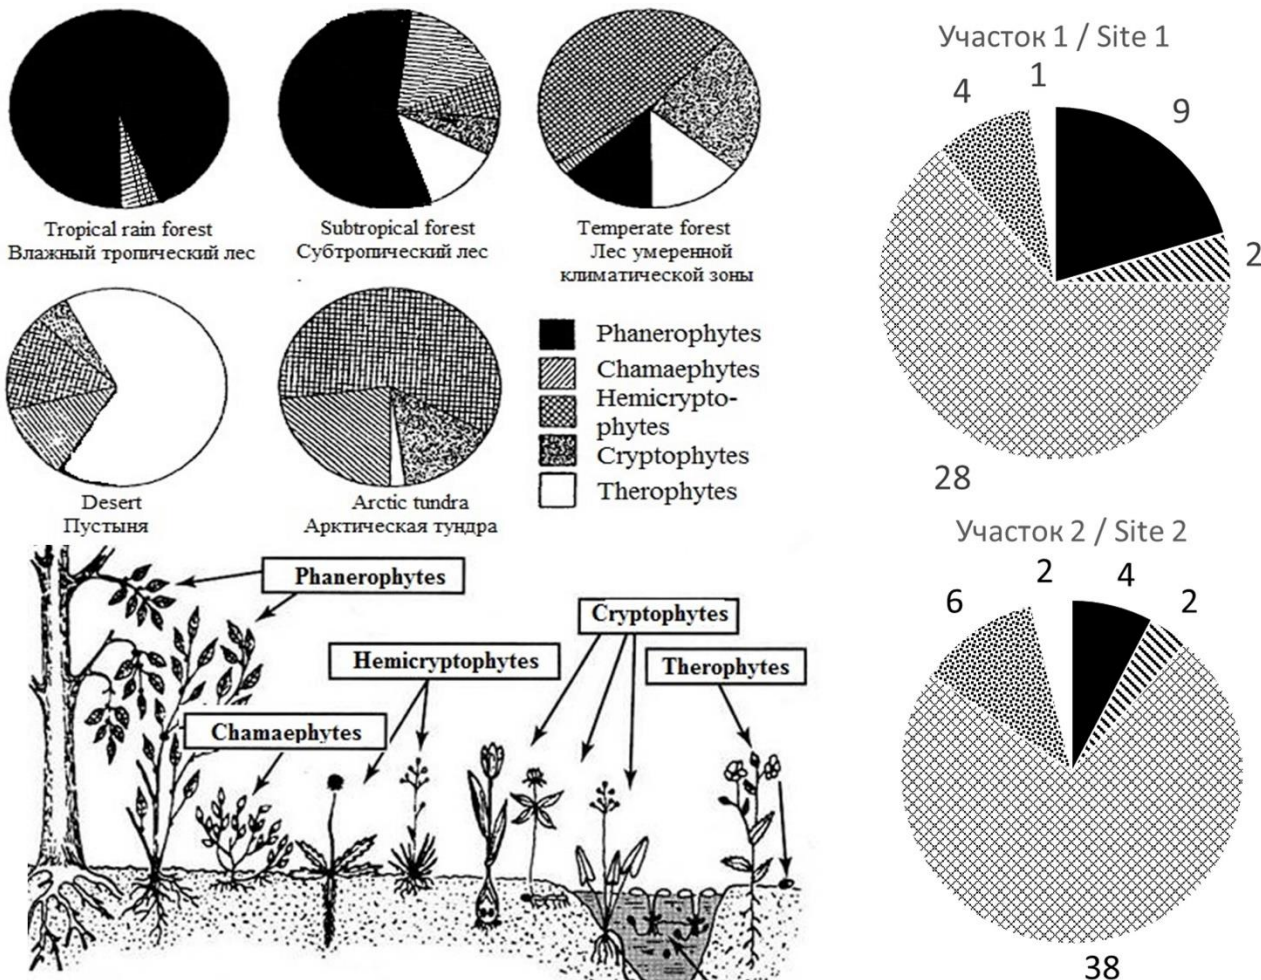 Tropical rain forest
Влажный тропический лес
Subtropical forest
Субтропический лес
Temperate forest
Лес умеренной
климатической зоны
Desert
Пустыня
Arctic tundra
Арктическая тундра
Phanerophytes
Chamaephytes
Hemicrypto-
phytes
Cryptophytes
Therophytes
Phanerophytes
Cryptophytes
Hemicryptophytes
Therophytes
Chamaephytes
Участок 1 / Site 1
4
1
9
2
28
Участок 2 / Site 2
6
2
4
2
38